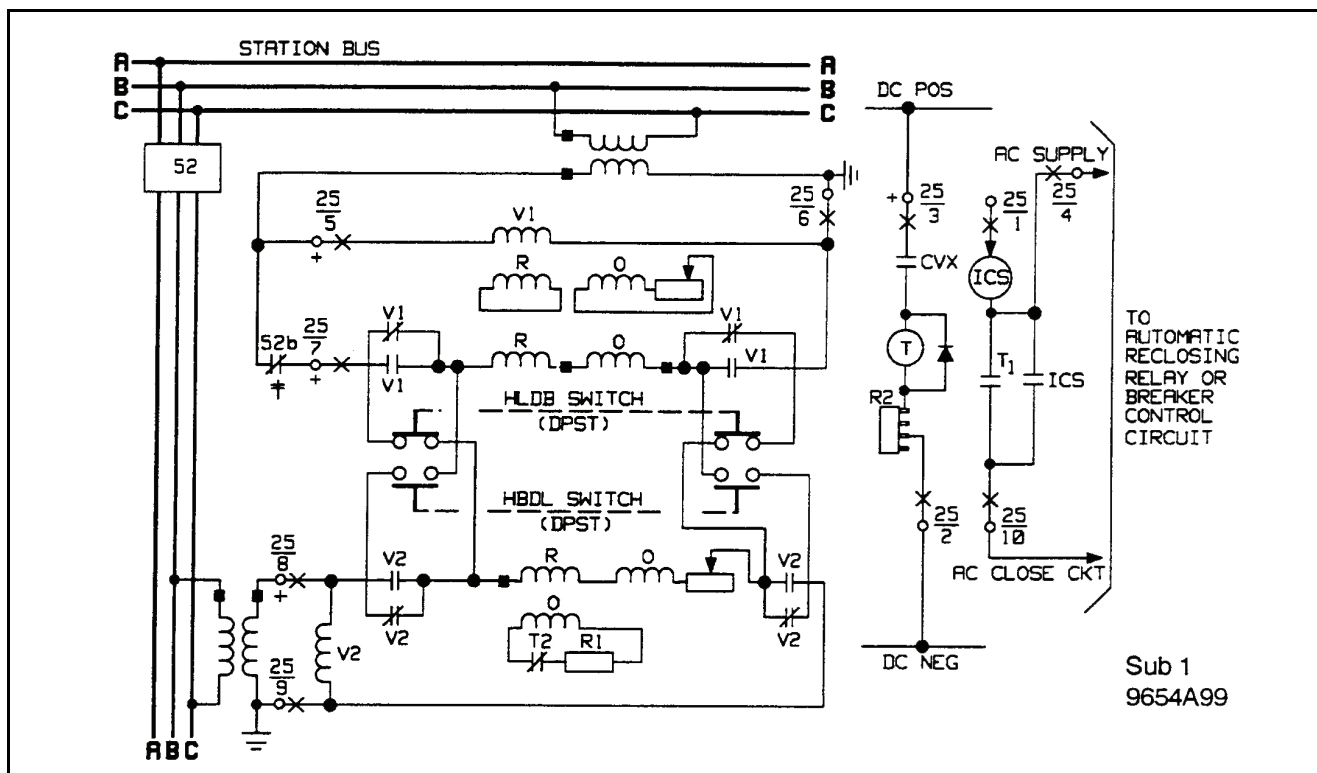 STATION BUS
A A
B B
C C
52
DC POS
AC SUPPLY
25/5
+
V1
25/6
25/3
+
25/1
25/4
R
O
CVX
ICS
52b
25/7
+
V1
V1
R
O
V1
V1
T
T1
ICS
TO
AUTOMATIC
RECLOSING
RELAY OR
BREAKER
CONTROL
CIRCUIT
HLDB SWITCH
(DPST)
R2
HBDL SWITCH
(DPST)
25/2
25/10
25/8
+
V2
V2
R
O
V2
V2
AC CLOSE CKT
V2
O
T2
R1
25/9
DC NEG
Sub 1
9654A99
A B C